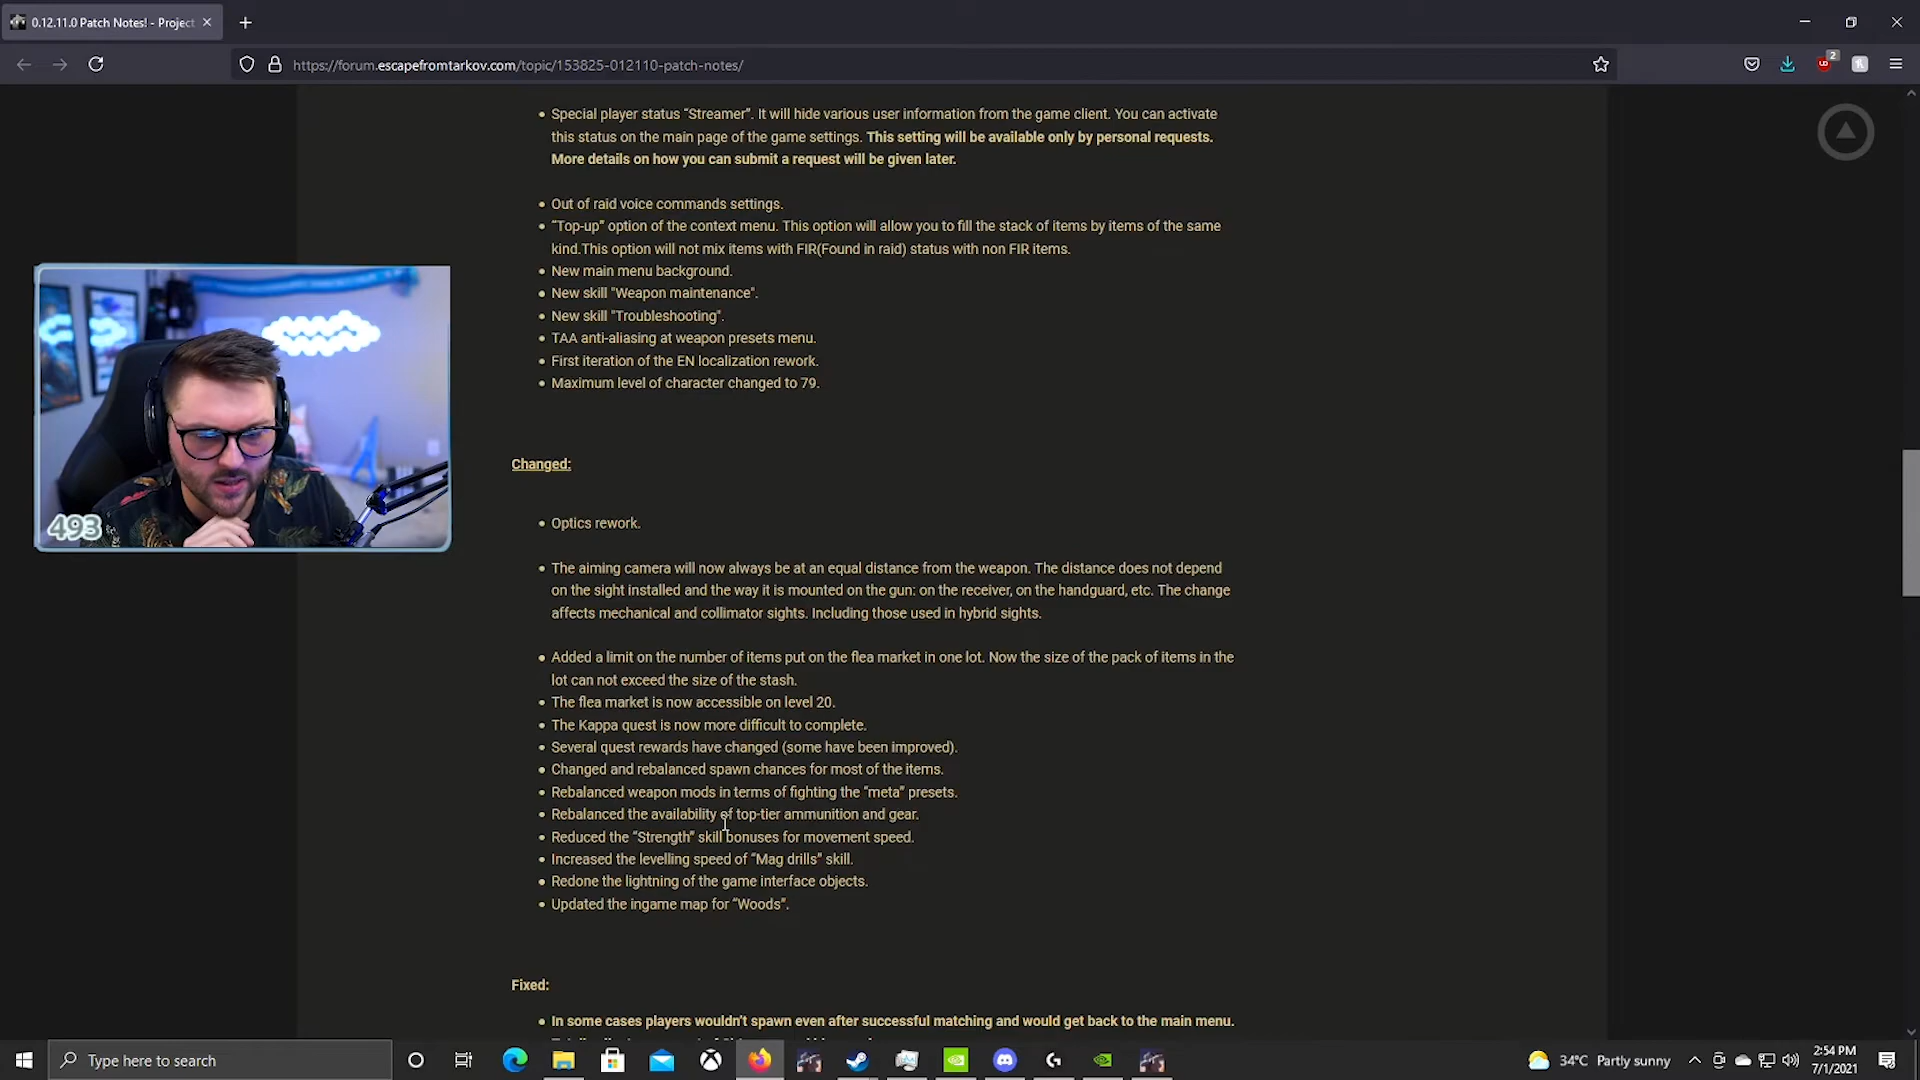 0.12.11.0 Patch Notes! - Project
https://forum.escapefromtarkov.com/topic/153825-012110-patch-notes/
2
• Special player status “Streamer”. It will hide various user information from the game client. You can activate
this status on the main page of the game settings. This setting will be available only by personal requests.
More details on how you can submit a request will be given later.
• Out of raid voice commands settings.
• “Top-up” option of the context menu. This option will allow you to fill the stack of items by items of the same
kind.This option will not mix items with FIR(Found in raid) status with non FIR items.
• New main menu background.
• New skill "Weapon maintenance".
• New skill "Troubleshooting".
• TAA anti-aliasing at weapon presets menu.
• First iteration of the EN localization rework.
• Maximum level of character changed to 79.
Changed:
• Optics rework.
• The aiming camera will now always be at an equal distance from the weapon. The distance does not depend
on the sight installed and the way it is mounted on the gun: on the receiver, on the handguard, etc. The change
affects mechanical and collimator sights. Including those used in hybrid sights.
• Added a limit on the number of items put on the flea market in one lot. Now the size of the pack of items in the
lot can not exceed the size of the stash.
• The flea market is now accessible on level 20.
• The Kappa quest is now more difficult to complete.
• Several quest rewards have changed (some have been improved).
• Changed and rebalanced spawn chances for most of the items.
• Rebalanced weapon mods in terms of fighting the “meta” presets.
• Rebalanced the availability of top-tier ammunition and gear.
• Reduced the “Strength” skill bonuses for movement speed.
• Increased the levelling speed of “Mag drills” skill.
• Redone the lightning of the game interface objects.
• Updated the ingame map for “Woods”.
Fixed:
• In some cases players wouldn't spawn even after successful matching and would get back to the main menu.
493
Type here to search
34°C Partly sunny
2:54 PM
7/1/2021